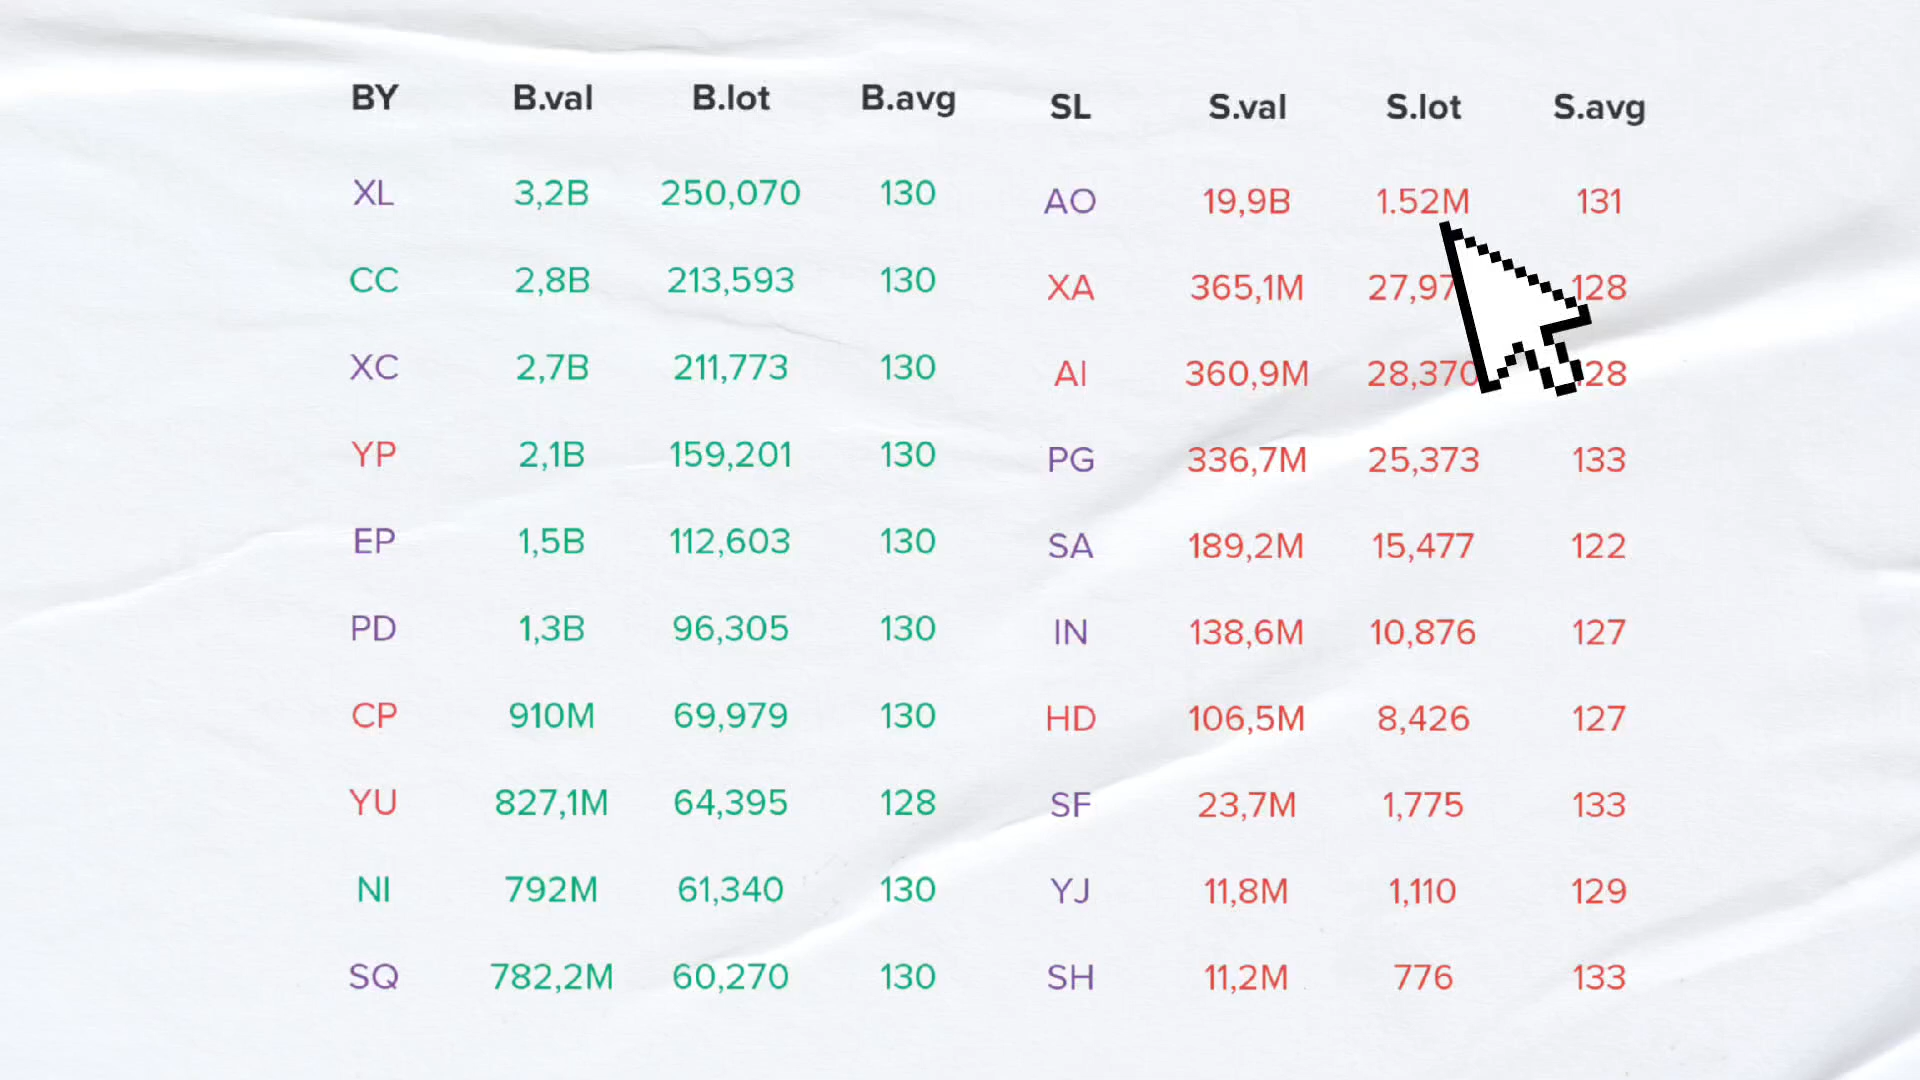 BY B.val B.lot B.avg SL S.val S.lot S.avg
XL 3,2B 250,070 130 AO 19,9B 1.52M 131
CC 2,8B 213,593 130 XA 365,1M 128
XC 2,7B 211,773 130 AI 360,9M 28,370
YP 2,1B 159,201 130 PG 336,7M 25,373 133
EP 1,5B 112,603 130 SA 189,2M 15,477 122
PD 1,3B 96,305 130 IN 138,6M 10,876 127
CP 910M 69,979 130 HD 106,5M 8,426 127
YU 827,1M 64,395 128 SF 23,7M 1,775 133
NI 792M 61,340 130 YJ 11,8M 1,110 129
SQ 782,2M 60,270 130 SH 11,2M 776 133